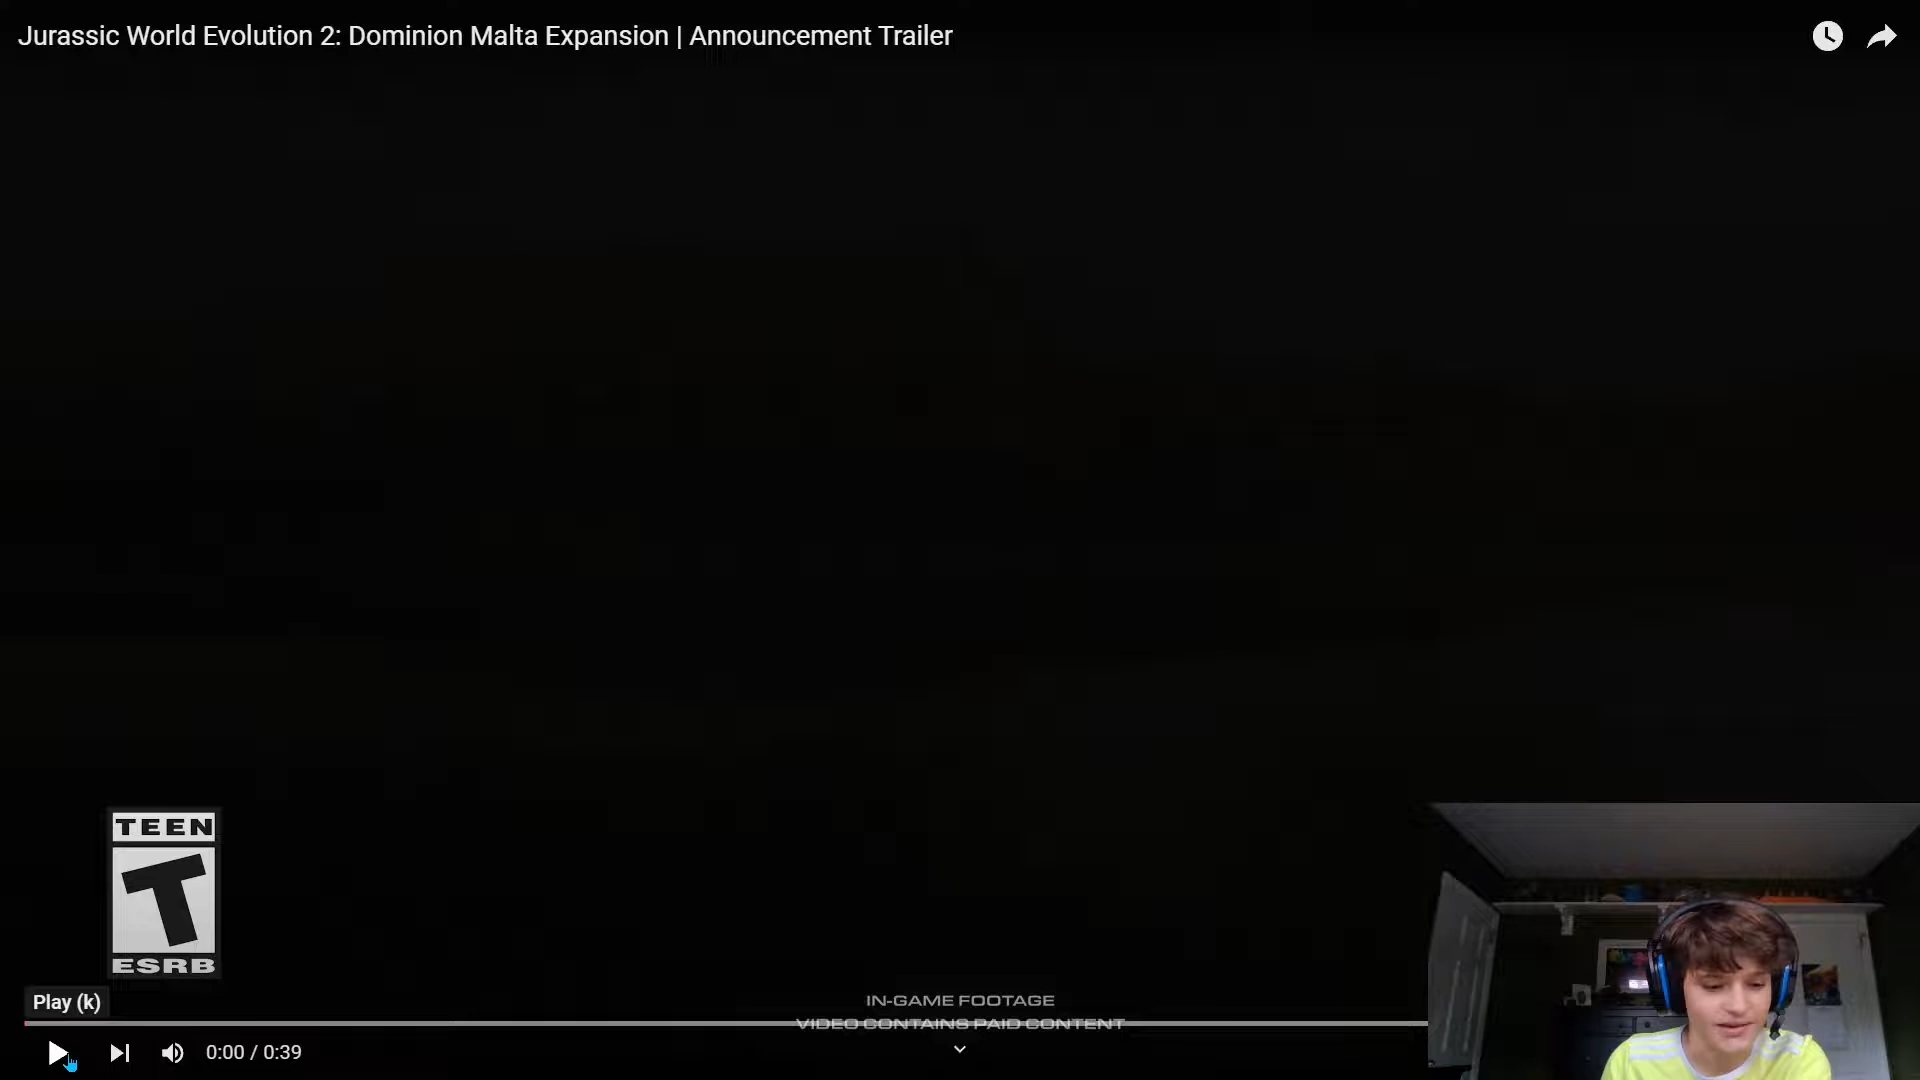 Jurassic World Evolution 2: Dominion Malta Expansion | Announcement Trailer
TEEN
T
ESRB
Play (k)
IN-GAME FOOTAGE
VIDEO CONTAINS PAID CONTENT
0:00 / 0:39